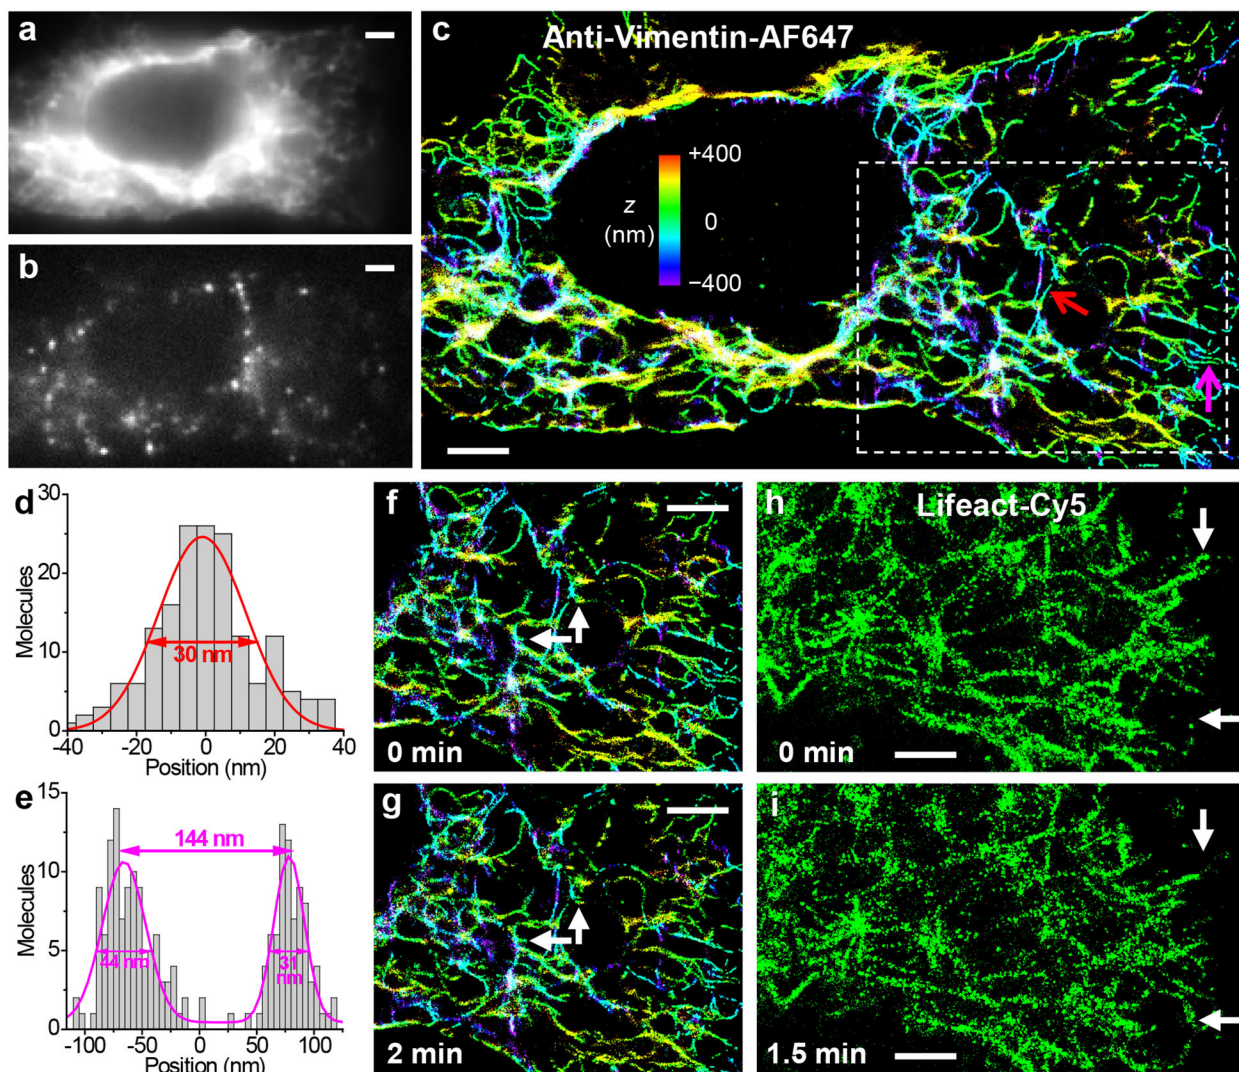 a
b
c
Anti-Vimentin-AF647
+400
z
(nm)
0
−400
d
30
20
10
0
Molecules
30 nm
-40
-20
0
20
40
Position (nm)
e
15
10
5
0
Molecules
144 nm
44 nm
31
nm
-100
-50
0
50
100
Position (nm)
f
0 min
g
2 min
h
Lifeact-Cy5
0 min
i
1.5 min